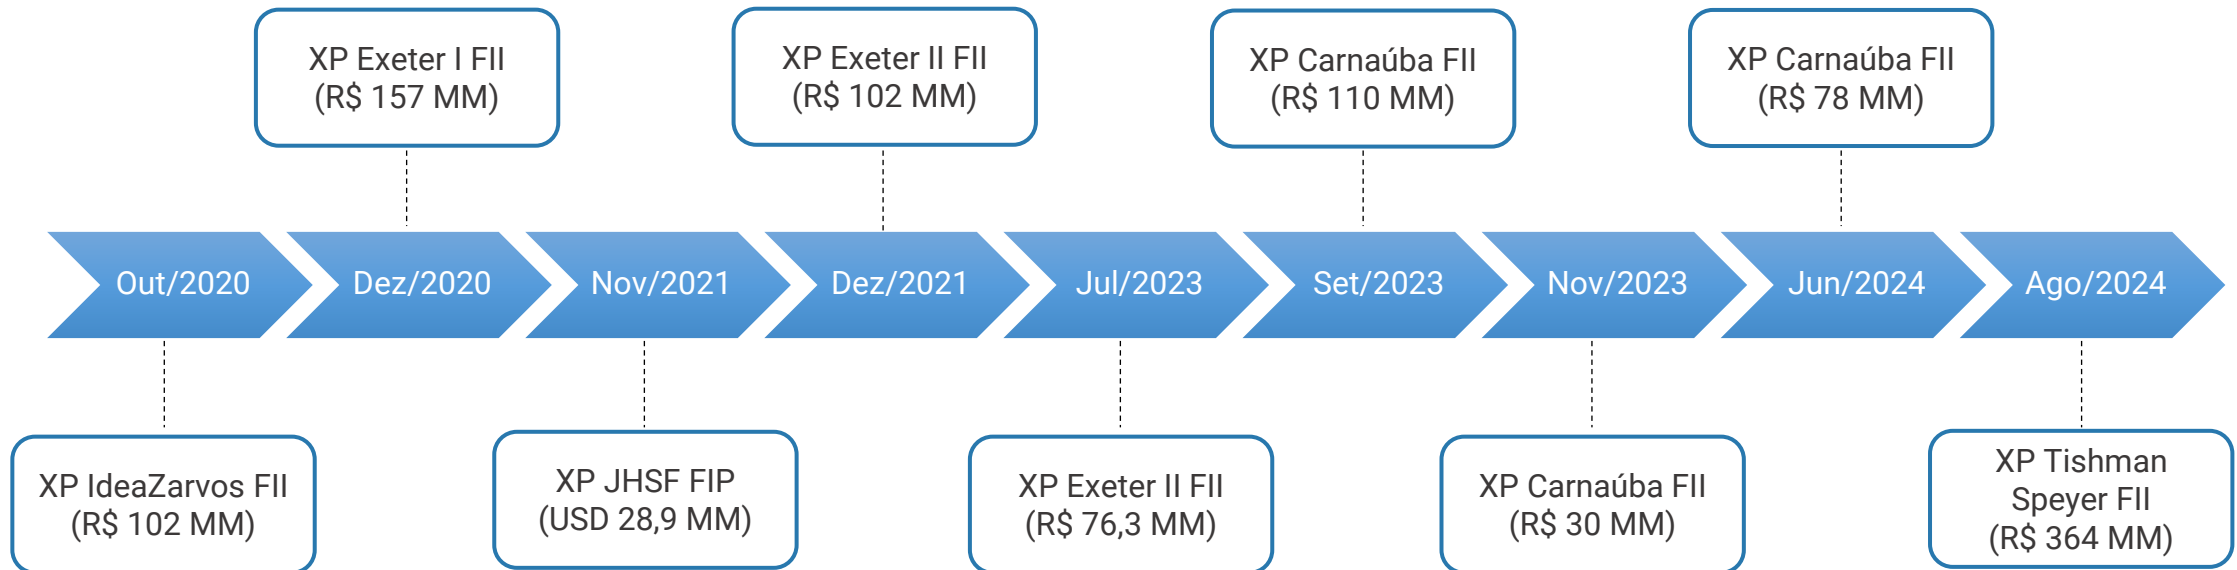 XP Exeter I FII
(R$ 157 MM)
XP Exeter II FII
(R$ 102 MM)
XP Carnaúba FII
(R$ 110 MM)
XP Carnaúba FII
(R$ 78 MM)
Out/2020
Dez/2020
Nov/2021
Dez/2021
Jul/2023
Set/2023
Nov/2023
Jun/2024
Ago/2024
XP IdeaZarvos FII
(R$ 102 MM)
XP JHSF FIP
(USD 28,9 MM)
XP Exeter II FII
(R$ 76,3 MM)
XP Carnaúba FII
(R$ 30 MM)
XP Tishman
Speyer FII
(R$ 364 MM)